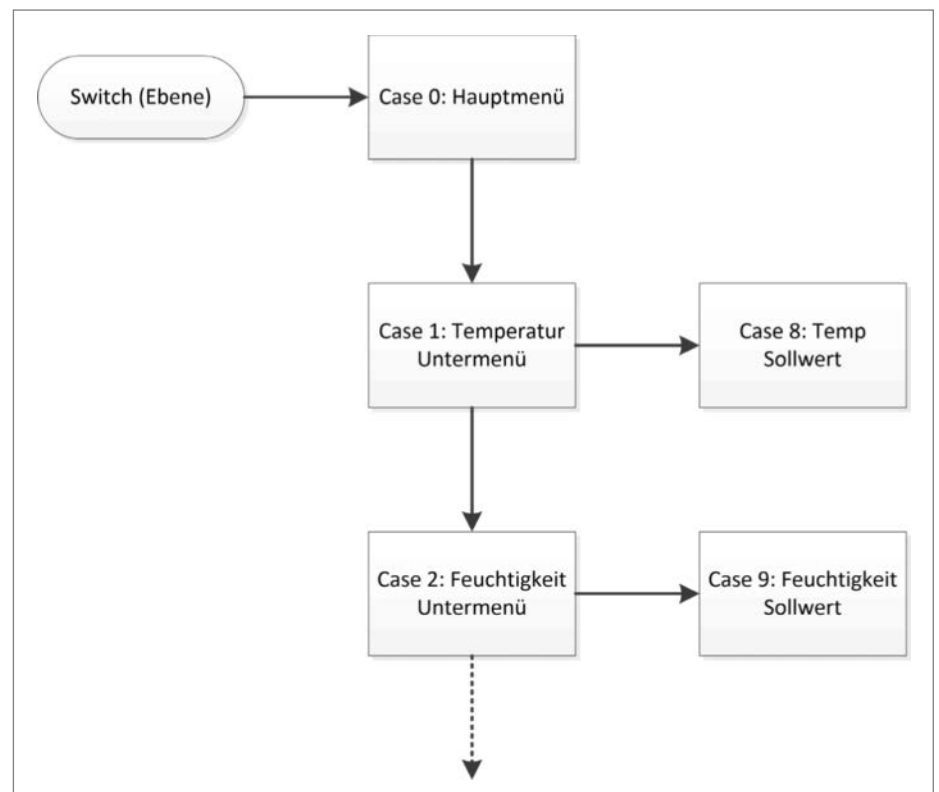 Switch (Ebene)
Case 0: Hauptmenü
Case 1: Temperatur
Untermenü
Case 8: Temp
Sollwert
Case 2: Feuchtigkeit
Untermenü
Case 9: Feuchtigkeit
Sollwert